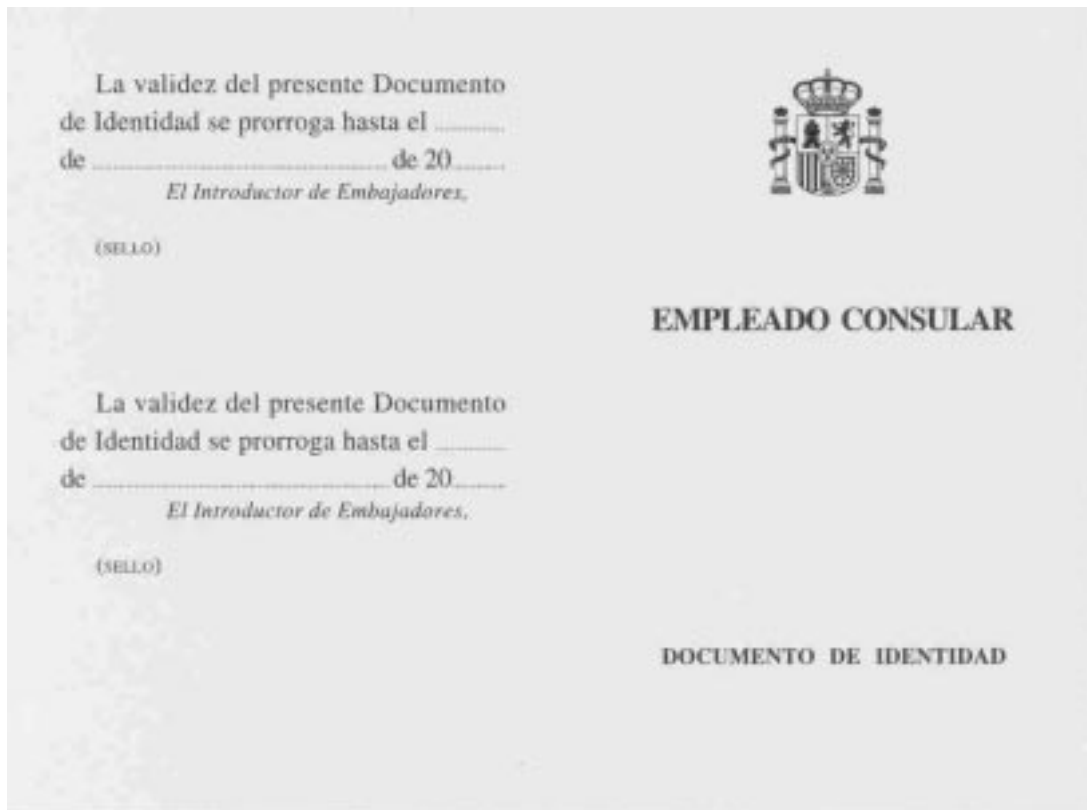 La validez del presente Documento
de Identidad se prorroga hasta el ............
de .................................................... de 20.........
El Introductor de Embajadores,
(SELLO)
La validez del presente Documento
de Identidad se prorroga hasta el ............
de .................................................... de 20.........
El Introductor de Embajadores,
(SELLO)
EMPLEADO CONSULAR
DOCUMENTO DE IDENTIDAD